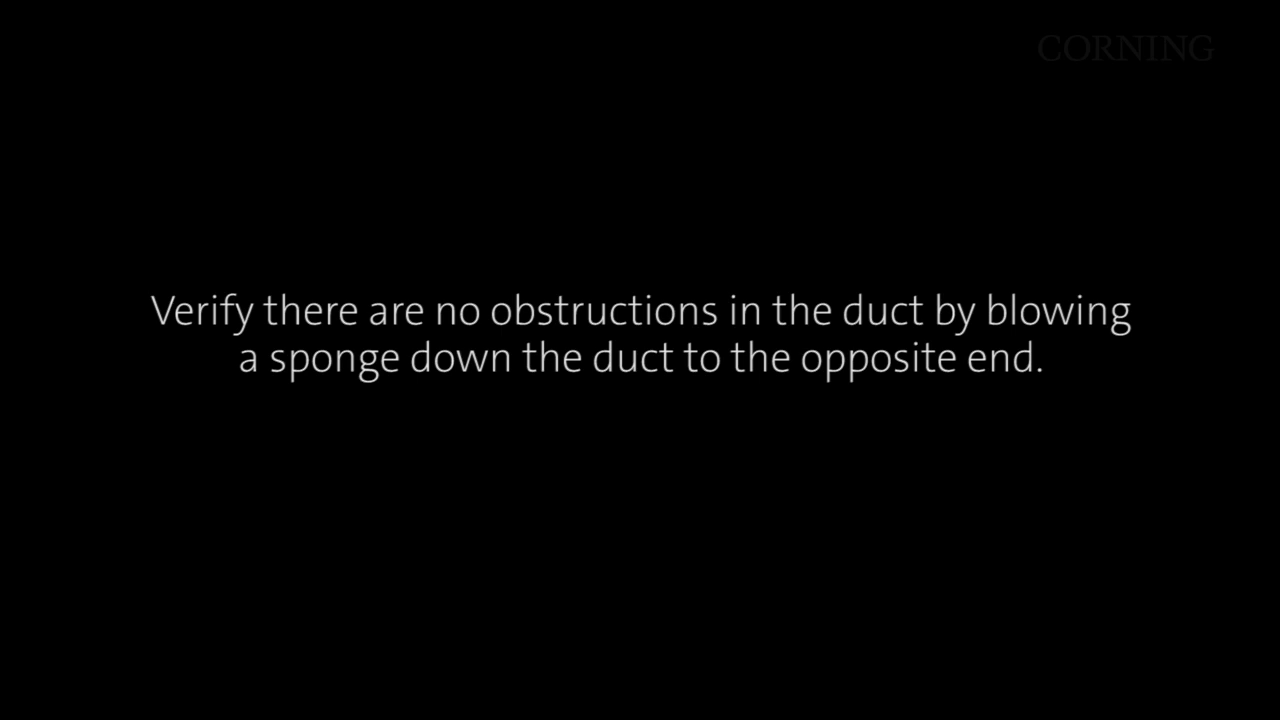 CORNING
Verify there are no obstructions in the duct by blowing
a sponge down the duct to the opposite end.